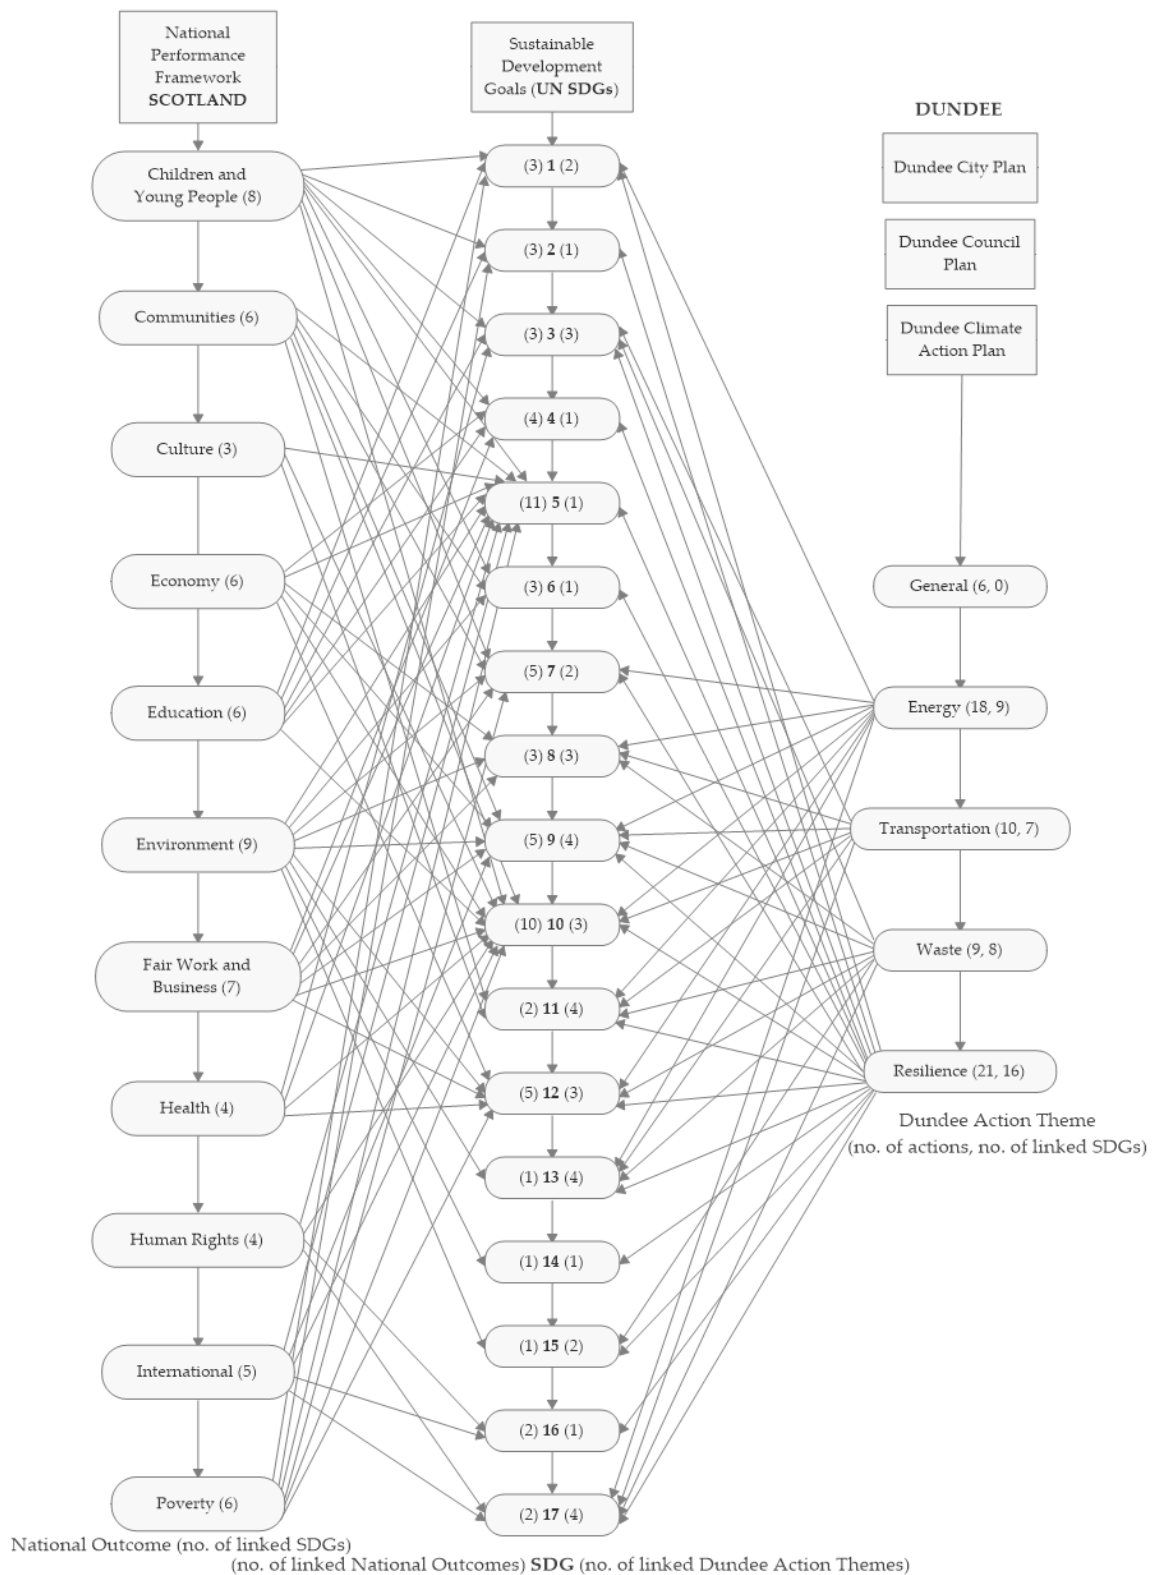 National
Performance
Framework
SCOTLAND
Children and
Young People (8)
Communities (6)
Culture (3)
Economy (6)
Education (6)
Environment (9)
Fair Work and
Business (7)
Health (4)
Human Rights (4)
International (5)
Poverty (6)
National Outcome (no. of linked SDGs)
Sustainable
Development
Goals (UN SDGs)
(3) 1 (2)
(3) 2 (1)
(3) 3 (3)
(4) 4 (1)
(11) 5 (1)
(3) 6 (1)
(5) 7 (2)
(3) 8 (3)
(5) 9 (4)
(10) 10 (3)
(2) 11 (4)
(5) 12 (3)
(1) 13 (4)
(1) 14 (1)
(1) 15 (2)
(2) 16 (1)
(2) 17 (4)
(no. of linked National Outcomes) SDG (no. of linked Dundee Action Themes)
DUNDEE
Dundee City Plan
Dundee Council
Plan
Dundee Climate
Action Plan
General (6, 0)
Energy (18, 9)
Transportation (10, 7)
Waste (9, 8)
Resilience (21, 16)
Dundee Action Theme
(no. of actions, no. of linked SDGs)